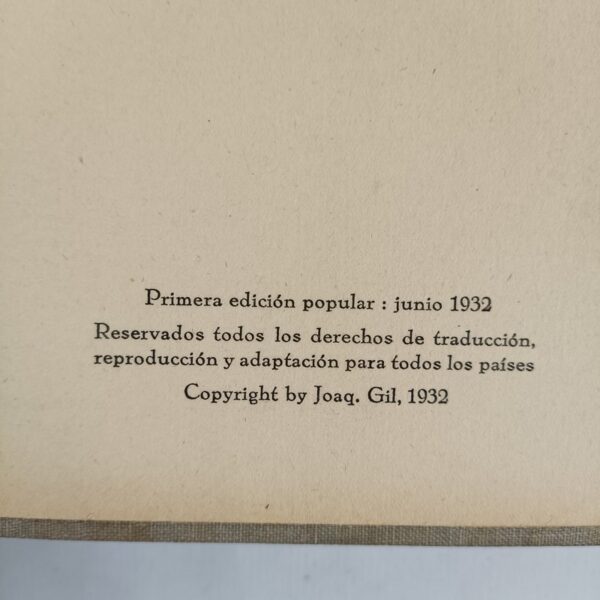 Primera edición popular : junio 1932
Reservados todos los derechos de traducción,
reproducción y adaptación para todos los países
Copyright by Joaq. Gil, 1932